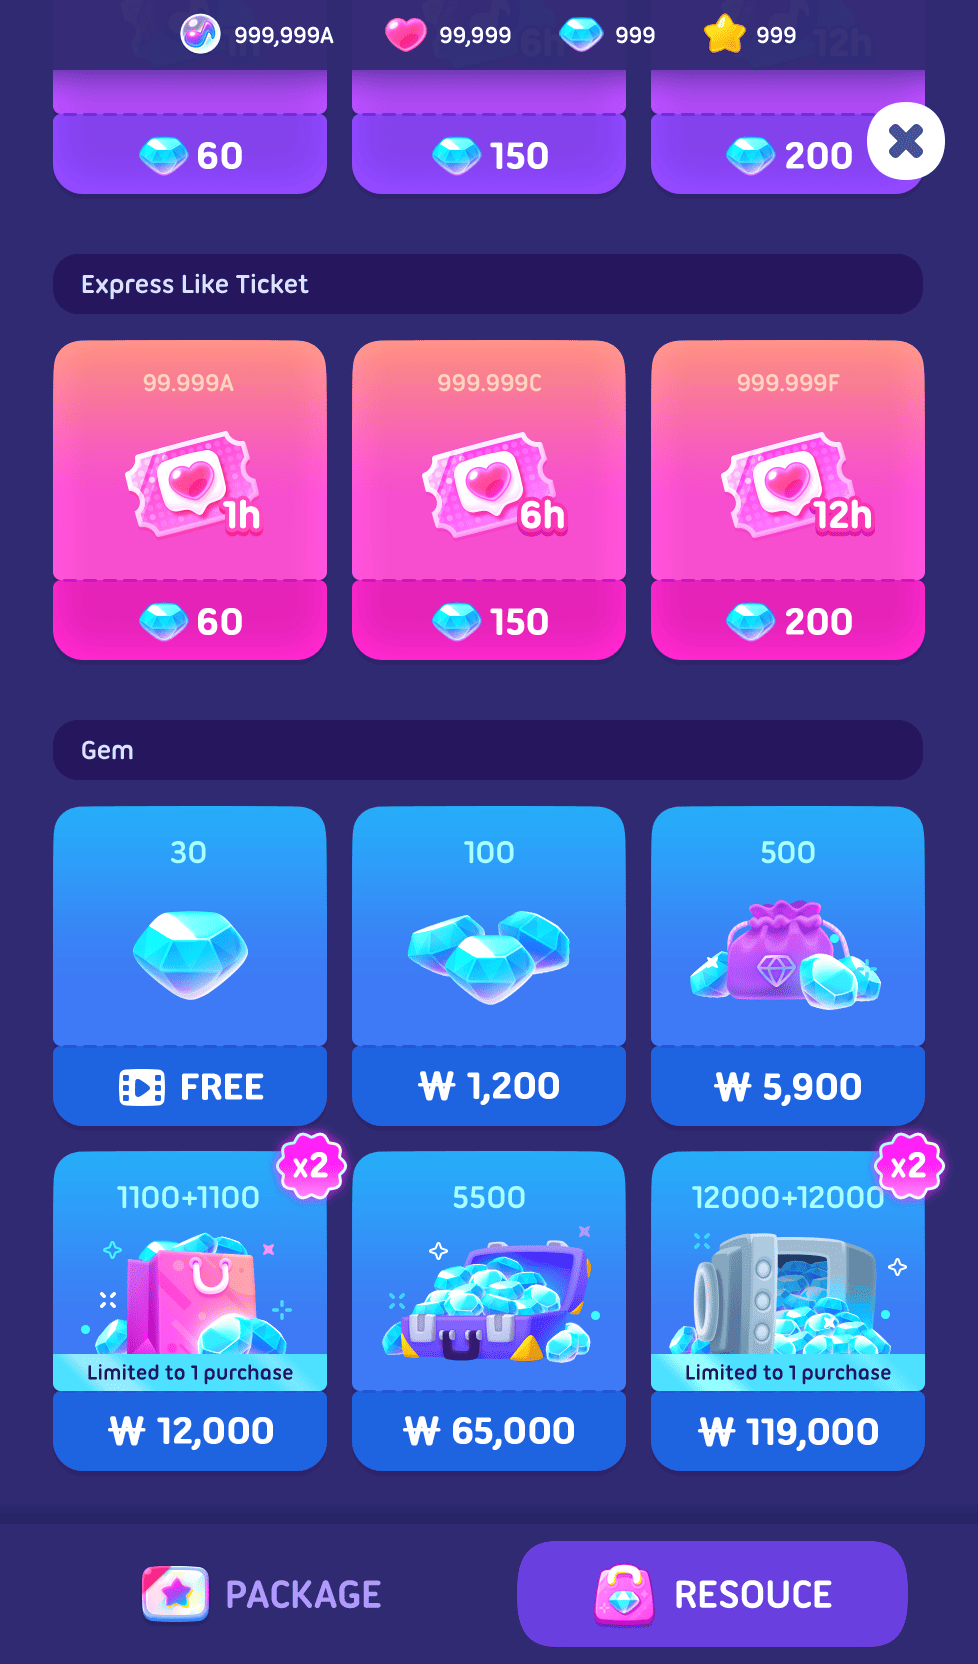 999,999A 99,999 999 999
60 150 200
Express Like Ticket
99.999A 999.999C 999.999F
1h 6h 12h
60 150 200
Gem
30 100 500
FREE ₩ 1,200 ₩ 5,900
x2 x2
1100+1100 5500 12000+12000
Limited to 1 purchase Limited to 1 purchase
₩ 12,000 ₩ 65,000 ₩ 119,000
PACKAGE RESOUCE